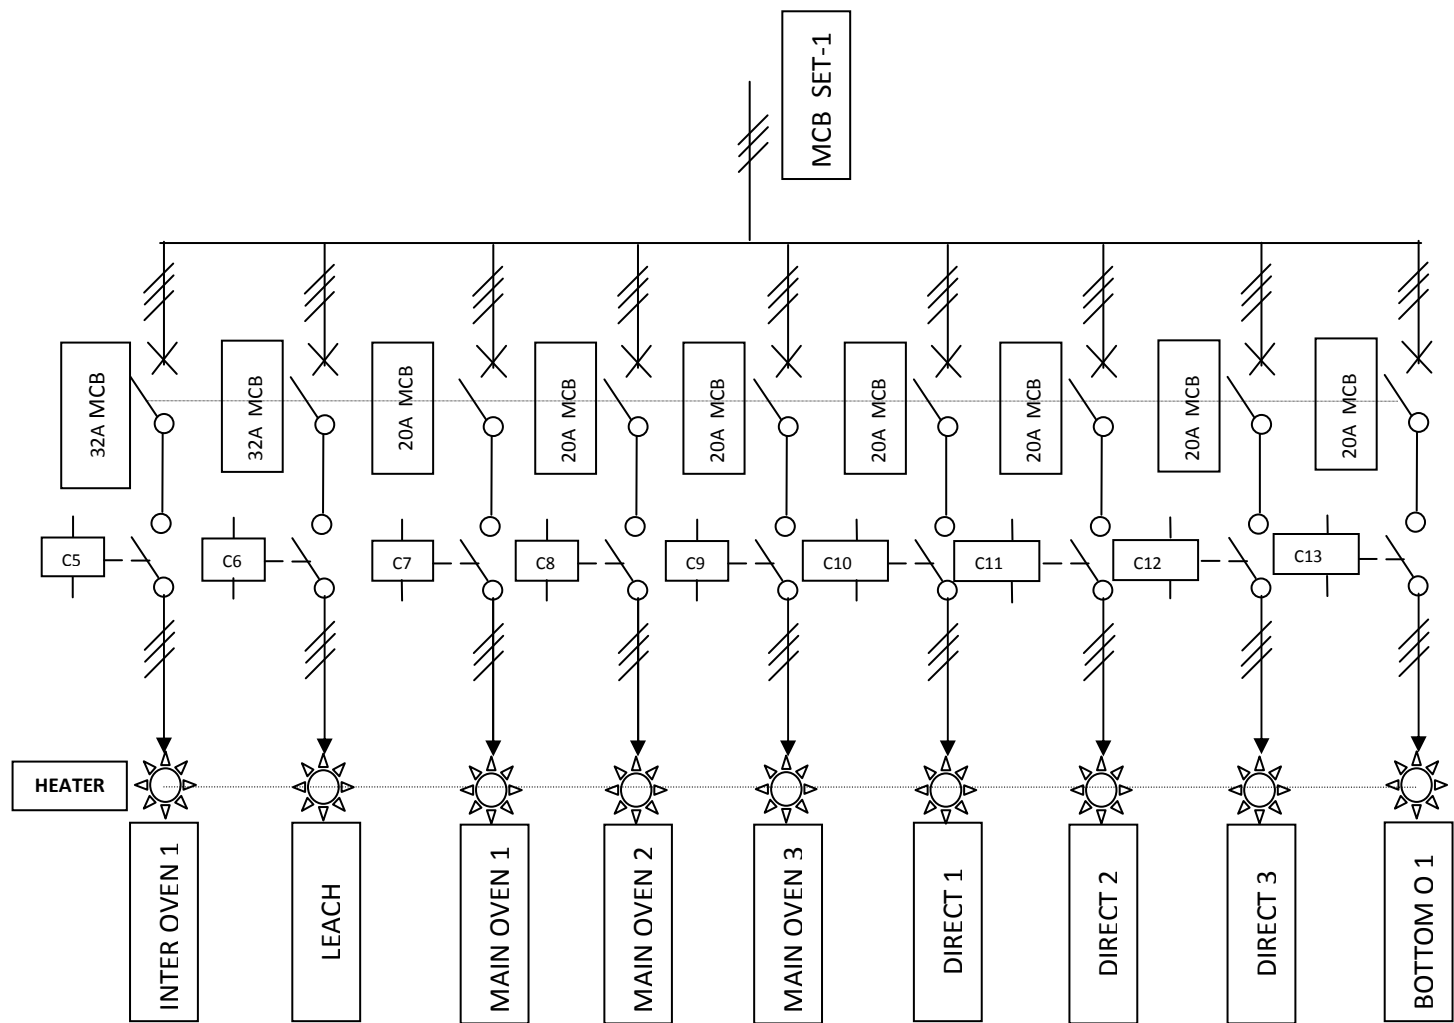 MCB SET-1
32A MCB
32A MCB
20A MCB
20A MCB
20A MCB
20A MCB
20A MCB
20A MCB
20A MCB
C5
C6
C7
C8
C9
C10
C11
C12
C13
HEATER
INTER OVEN 1
LEACH
MAIN OVEN 1
MAIN OVEN 2
MAIN OVEN 3
DIRECT 1
DIRECT 2
DIRECT 3
BOTTOM O 1